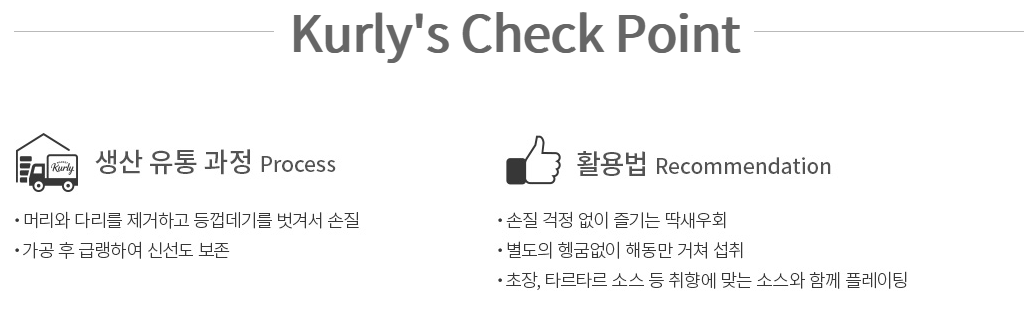 Kurly's Check Point
Kurly
생산 유통 과정 Process
• 머리와 다리를 제거하고 등껍데기를 벗겨서 손질
• 가공 후 급랭하여 신선도 보존
활용법 Recommendation
• 손질 걱정 없이 즐기는 딱새우회
• 별도의 헹굼없이 해동만 거쳐 섭취
• 초장, 타르타르 소스 등 취향에 맞는 소스와 함께 플레이팅